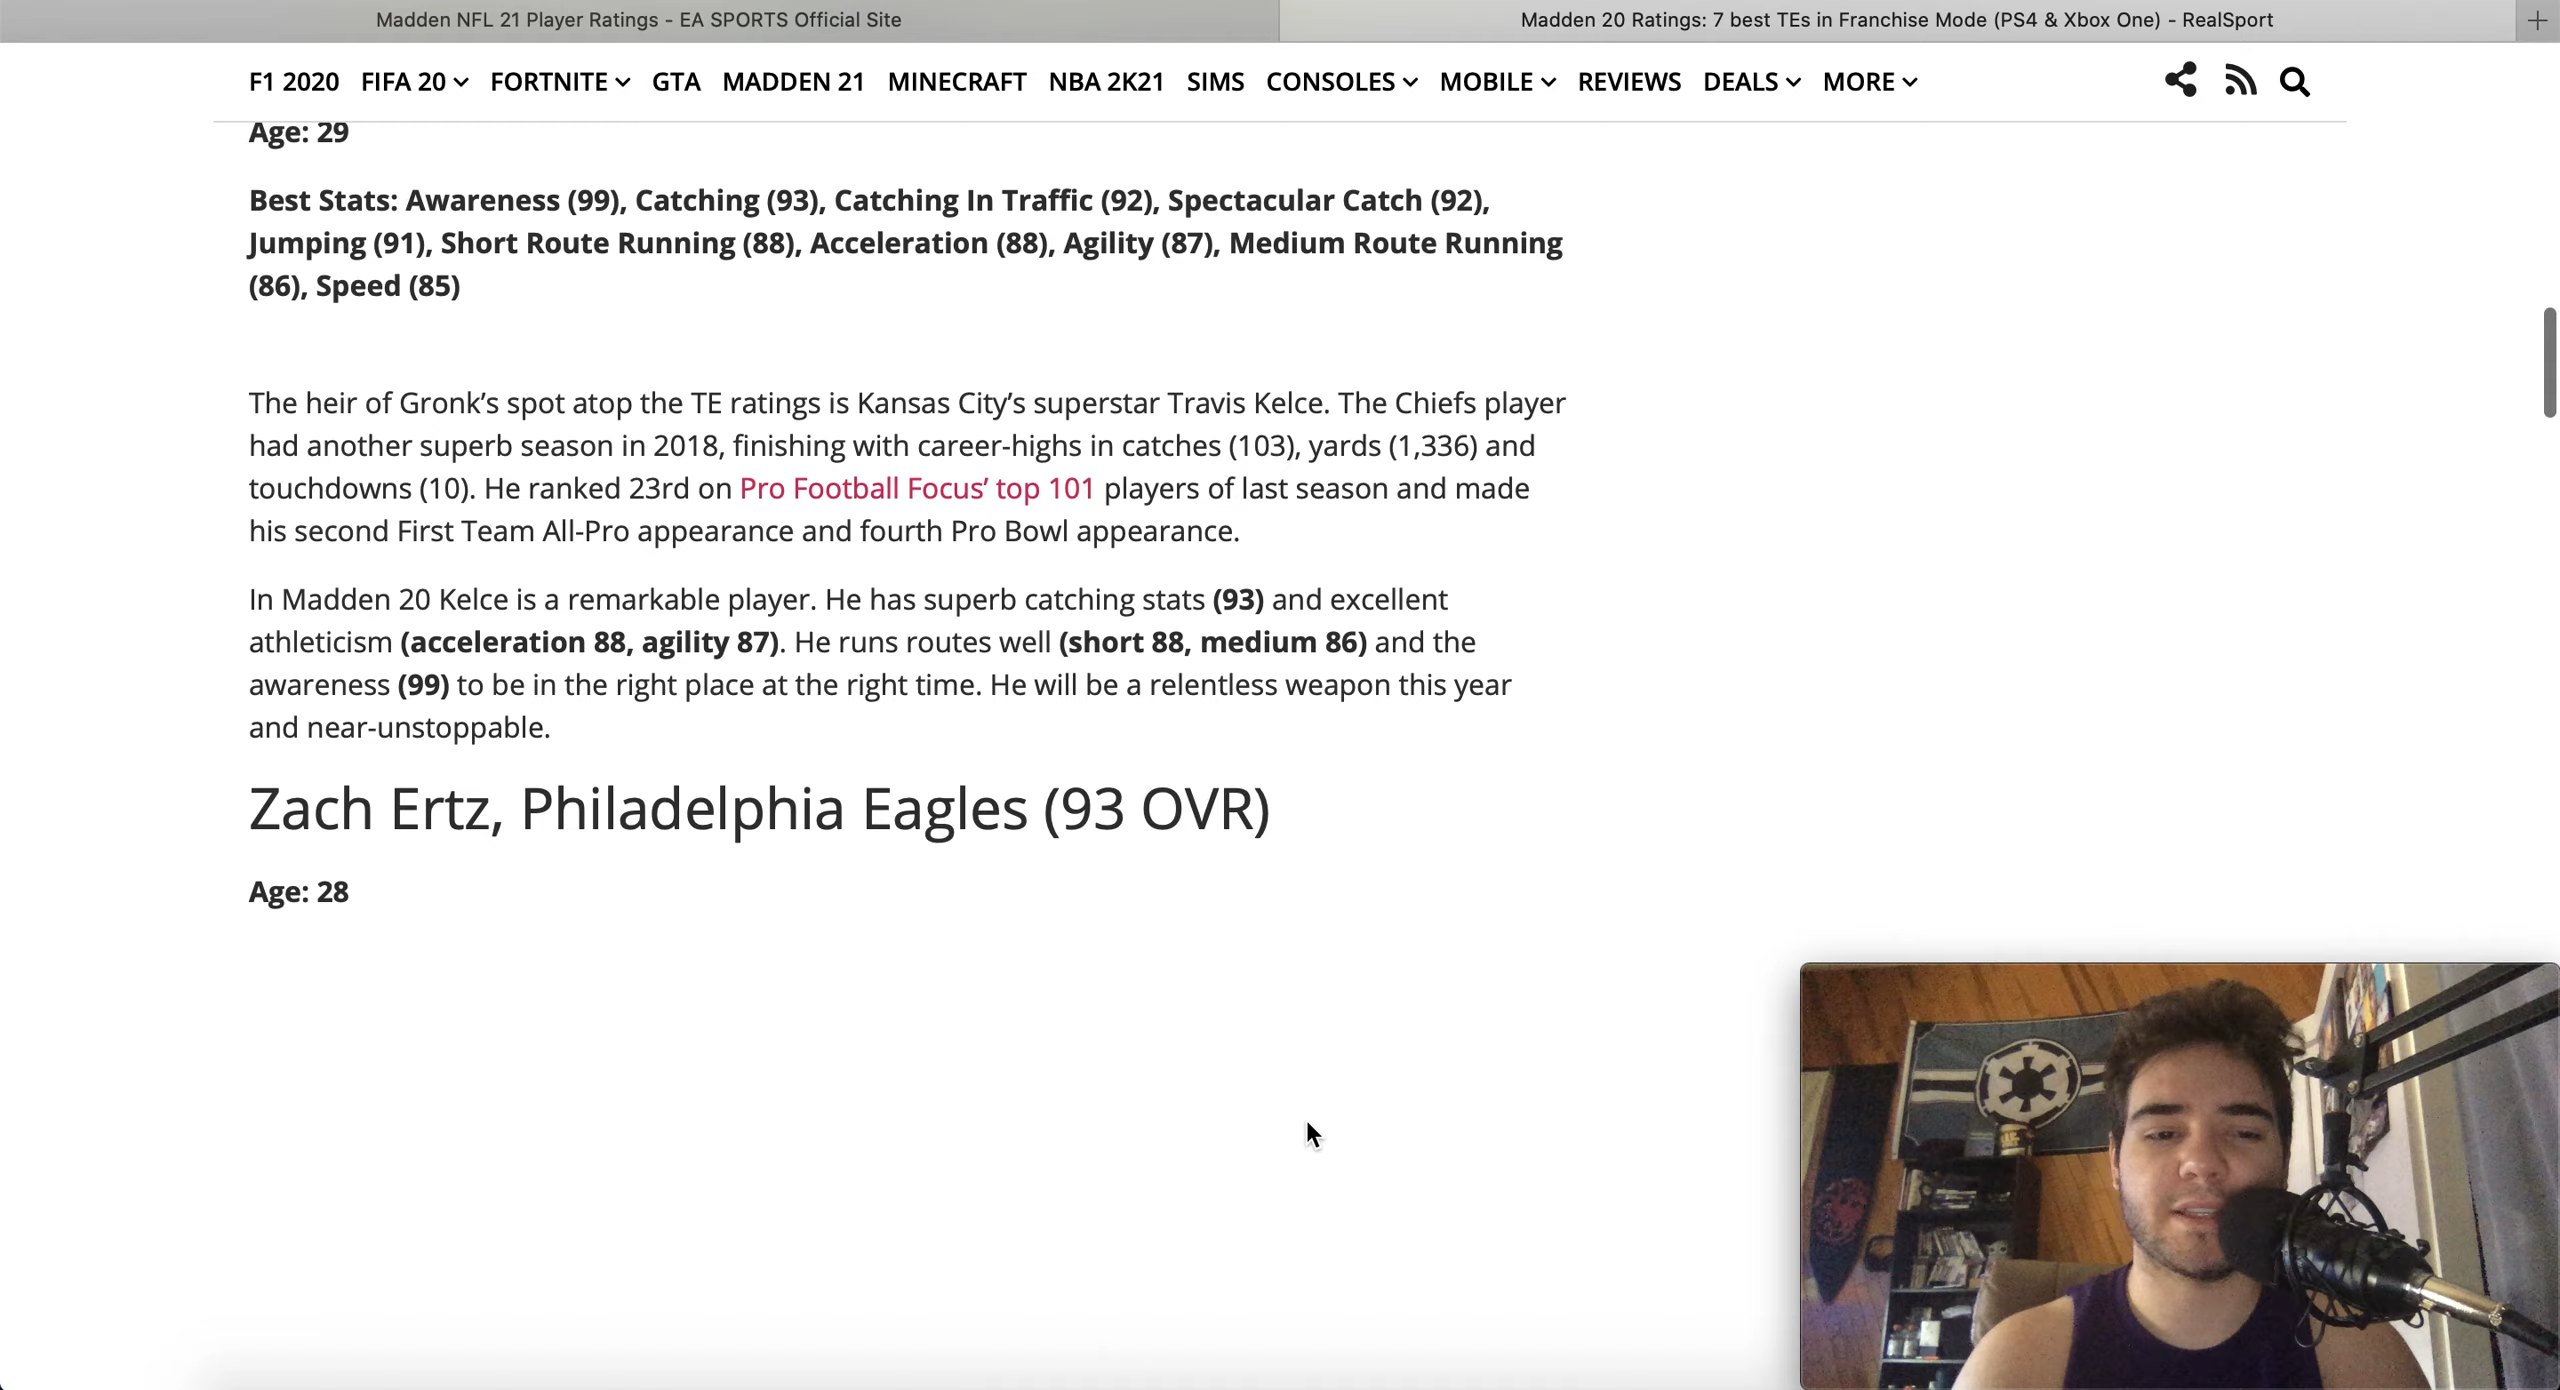 Madden NFL 21 Player Ratings - EA SPORTS Official Site
Madden 20 Ratings: 7 best TEs in Franchise Mode (PS4 & Xbox One) - RealSport
F1 2020 FIFA 20 FORTNITE GTA MADDEN 21 MINECRAFT NBA 2K21 SIMS CONSOLES MOBILE REVIEWS DEALS MORE
Age: 29
Best Stats: Awareness (99), Catching (93), Catching In Traffic (92), Spectacular Catch (92),
Jumping (91), Short Route Running (88), Acceleration (88), Agility (87), Medium Route Running
(86), Speed (85)
The heir of Gronk’s spot atop the TE ratings is Kansas City’s superstar Travis Kelce. The Chiefs player
had another superb season in 2018, finishing with career-highs in catches (103), yards (1,336) and
touchdowns (10). He ranked 23rd on Pro Football Focus’ top 101 players of last season and made
his second First Team All-Pro appearance and fourth Pro Bowl appearance.
In Madden 20 Kelce is a remarkable player. He has superb catching stats (93) and excellent
athleticism (acceleration 88, agility 87). He runs routes well (short 88, medium 86) and the
awareness (99) to be in the right place at the right time. He will be a relentless weapon this year
and near-unstoppable.
Zach Ertz, Philadelphia Eagles (93 OVR)
Age: 28